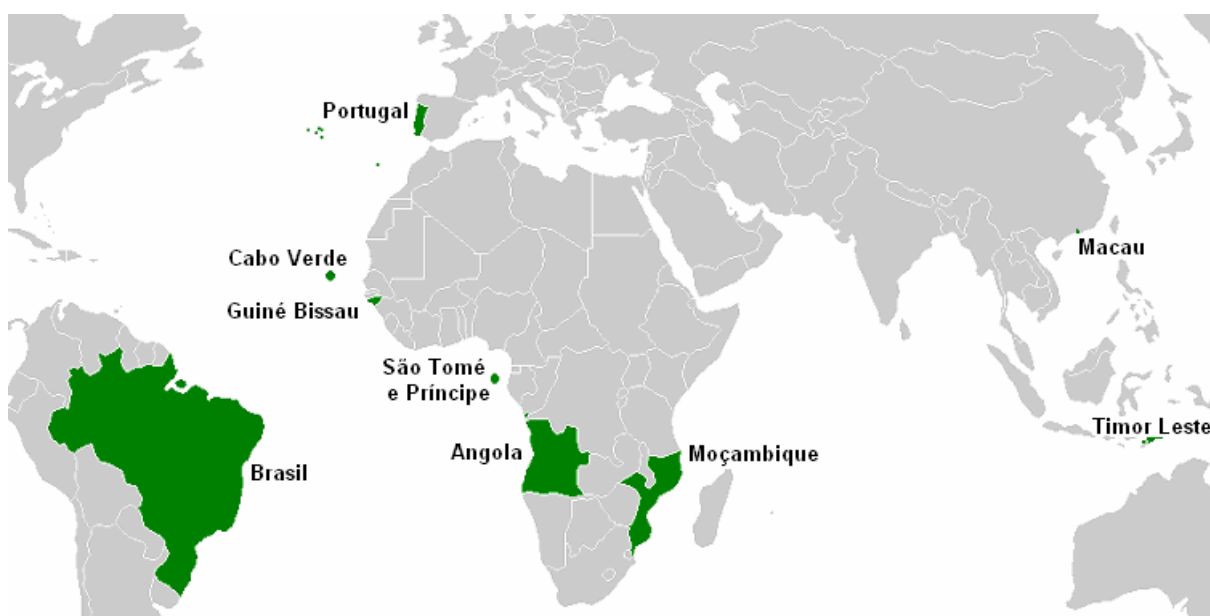 Portugal
Cabo Verde
Macau
Guiné Bissau
São Tomé
e Príncipe
Timor Leste
Angola
Moçambique
Brasil